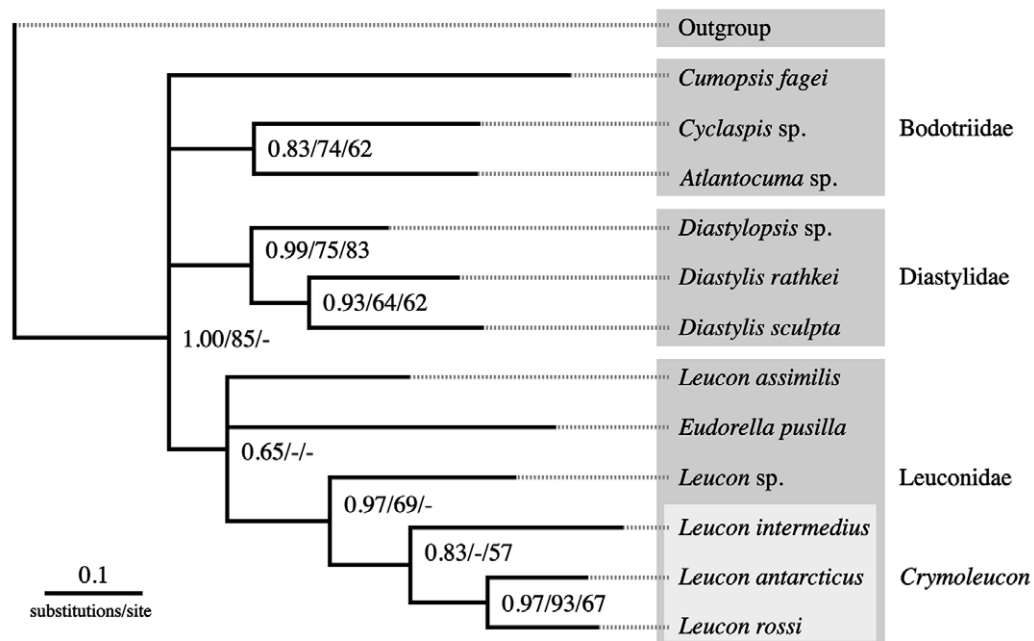 Outgroup
Cumopsis fagei
Cyclaspis sp.
Bodotriidae
0.83/74/62
Atlantocuma sp.
Diastylopsis sp.
0.99/75/83
Diastylis rathkei
Diastylidae
0.93/64/62
Diastylis sculpta
1.00/85/-
Leucon assimilis
Eudorella pusilla
0.65/-/-
Leucon sp.
Leuconidae
0.97/69/-
Leucon intermedius
0.83/-/57
0.1
Leucon antarcticus
Crymoleucon
0.97/93/67
substitutions/site
Leucon rossi